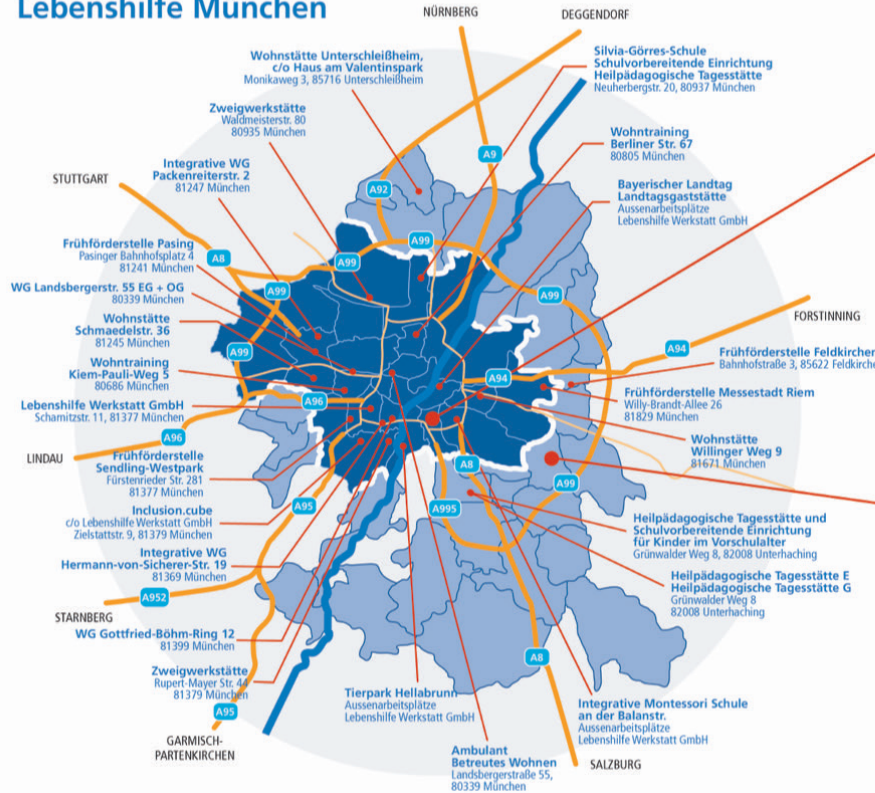 Lebenshilfe München
NÜRNBERG
DEGGENDORF
Wohnstätte Unterschleißheim,
c/o Haus am Valentinspark
Monikaweg 3, 85716 Unterschleißheim
Silvia-Görres-Schule
Schulvorbereitende Einrichtung
Heilpädagogische Tagesstätte
Neuherbergstr. 20, 80937 München
Zweigwerkstätte
Waldmeisterstr. 80
80935 München
Wohntraining
Berliner Str. 67
80805 München
A9
Integrative WG
Packenreiterstr. 2
81247 München
STUTTGART
A92
Bayerischer Landtag
Landtagsgaststätte
Aussenarbeitsplätze
Lebenshilfe Werkstatt GmbH
Frühförderstelle Pasing
Pasinger Bahnhofsplatz 4
81241 München
A8
A99
A99
WG Landsbergerstr. 55 EG + OG
80339 München
A99
A99
FORSTINNING
Wohnstätte
Schmaedelstr. 36
81245 München
A99
A94
Frühförderstelle Feldkirchen
Bahnhofstraße 3, 85622 Feldkirche
Wohntraining
Kiem-Pauli-Weg 5
80686 München
A94
Frühförderstelle Messestadt Riem
Willy-Brandt-Allee 26
81829 München
Lebenshilfe Werkstatt GmbH
Scharnitzstr. 11, 81377 München
A96
A96
LINDAU
Wohnstätte
Willinger Weg 9
81671 München
Frühförderstelle
Sendling-Westpark
Fürstenrieder Str. 281
81377 München
A8
A99
A95
A995
Inclusion.cube
c/o Lebenshilfe Werkstatt GmbH
Zielstattstr. 9, 81379 München
Heilpädagogische Tagesstätte und
Schulvorbereitende Einrichtung
für Kinder im Vorschulalter
Grünwalder Weg 8, 82008 Unterhaching
Integrative WG
Hermann-von-Sicherer-Str. 19
81369 München
Heilpädagogische Tagesstätte E
Heilpädagogische Tagesstätte G
Grünwalder Weg 8
82008 Unterhaching
A952
STARNBERG
WG Gottfried-Böhm-Ring 12
81399 München
A8
Zweigwerkstätte
Rupert-Mayer Str. 44
81379 München
Tierpark Hellabrunn
Aussenarbeitsplätze
Lebenshilfe Werkstatt GmbH
Integrative Montessori Schule
an der Balanstr.
Aussenarbeitsplätze
Lebenshilfe Werkstatt GmbH
A95
GARMISCH-
PARTENKIRCHEN
Ambulant
Betreutes Wohnen
Landsbergerstraße 55,
80339 München
SALZBURG